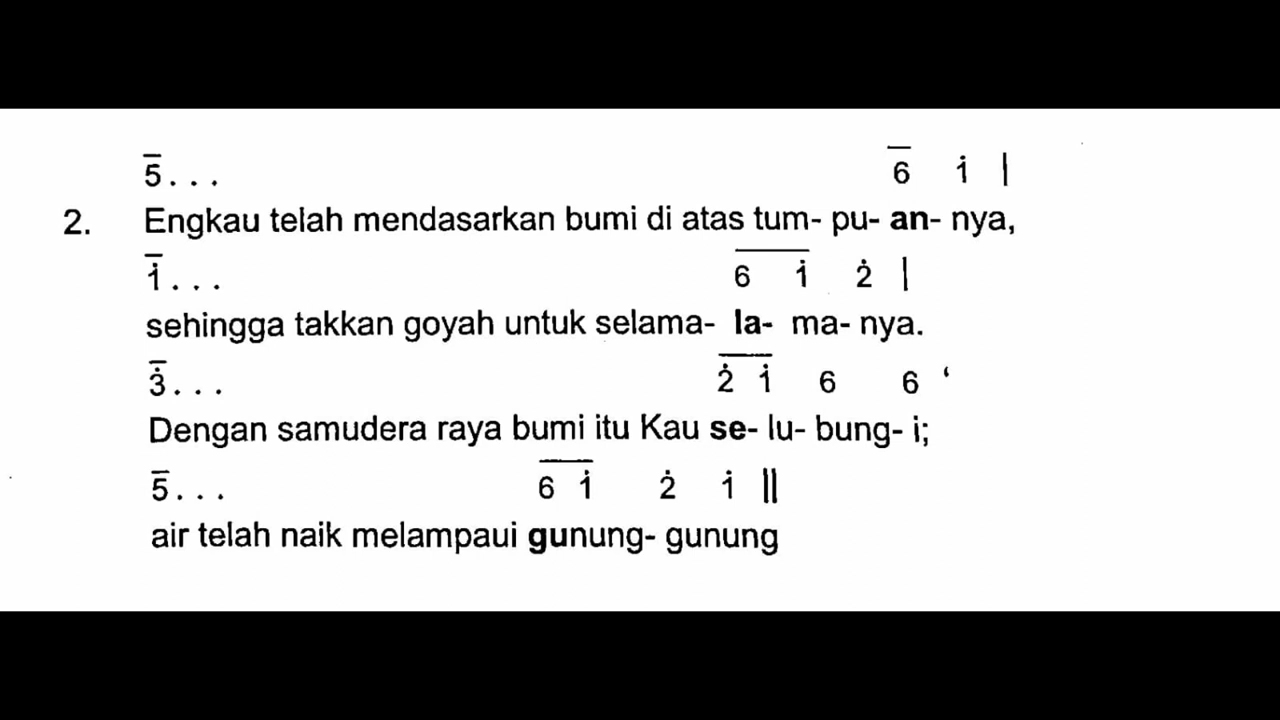 5̅ . . . 6̅ i̇ |
2. Engkau telah mendasarkan bumi di atas tum- pu- an- nya,
i̅ . . . 6̅ i̅ 2̇ |
sehingga takkan goyah untuk selama- la- ma- nya.
3̇̅ . . . 2̇̅ i̅ 6 6 ‘
Dengan samudera raya bumi itu Kau se- lu- bung- i;
5̅ . . . 6̅ i̅ 2̇ i ||
air telah naik melampaui gunung- gunung